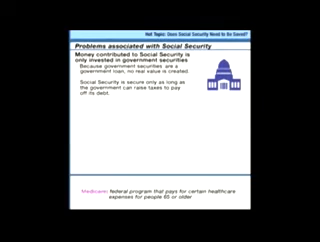 Hot Topic: Does Social Security Need to Be Saved?
Problems associated with Social Security
Money contributed to Social Security is
only invested in government securities
Because government securities are a
government loan, no real value is created.
Social Security is secure only as long as
the government can raise taxes to pay
off its debt.
Medicare: federal program that pays for certain healthcare
expenses for people 65 or older